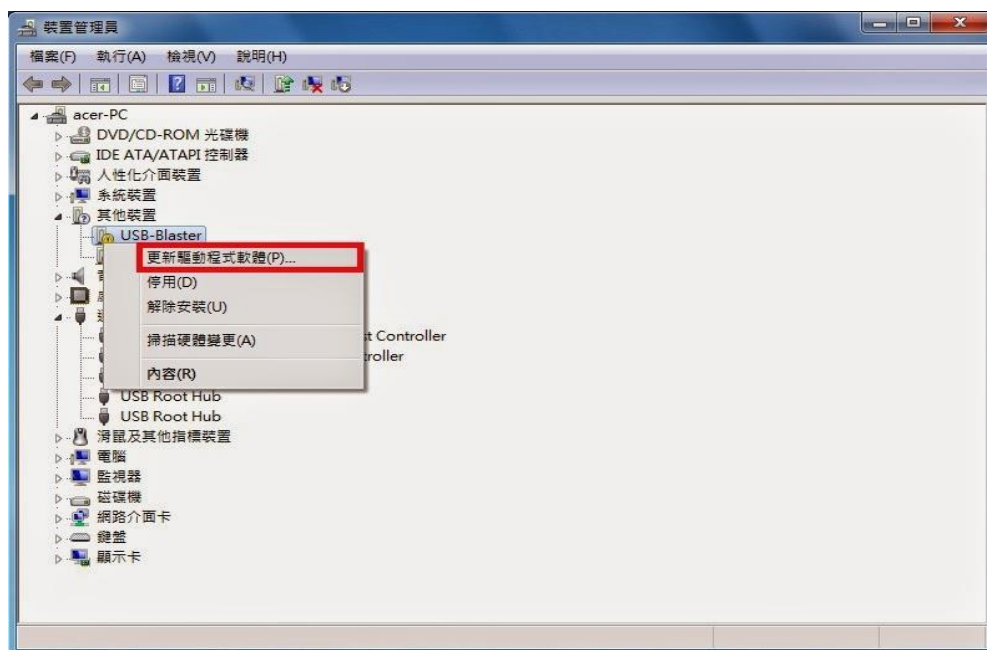 裝置管理員
檔案(F) 執行(A) 檢視(V) 說明(H)
acer-PC
DVD/CD-ROM 光碟機
IDE ATA/ATAPI 控制器
人性化介面裝置
系統裝置
其他裝置
USB-Blaster
更新驅動程式軟體(P)...
停用(D)
解除安裝(U)
掃描硬體變更(A)
Controller
內容(R)
USB Root Hub
USB Root Hub
滑鼠及其他指標裝置
電腦
監視器
磁碟機
網路介面卡
鍵盤
顯示卡